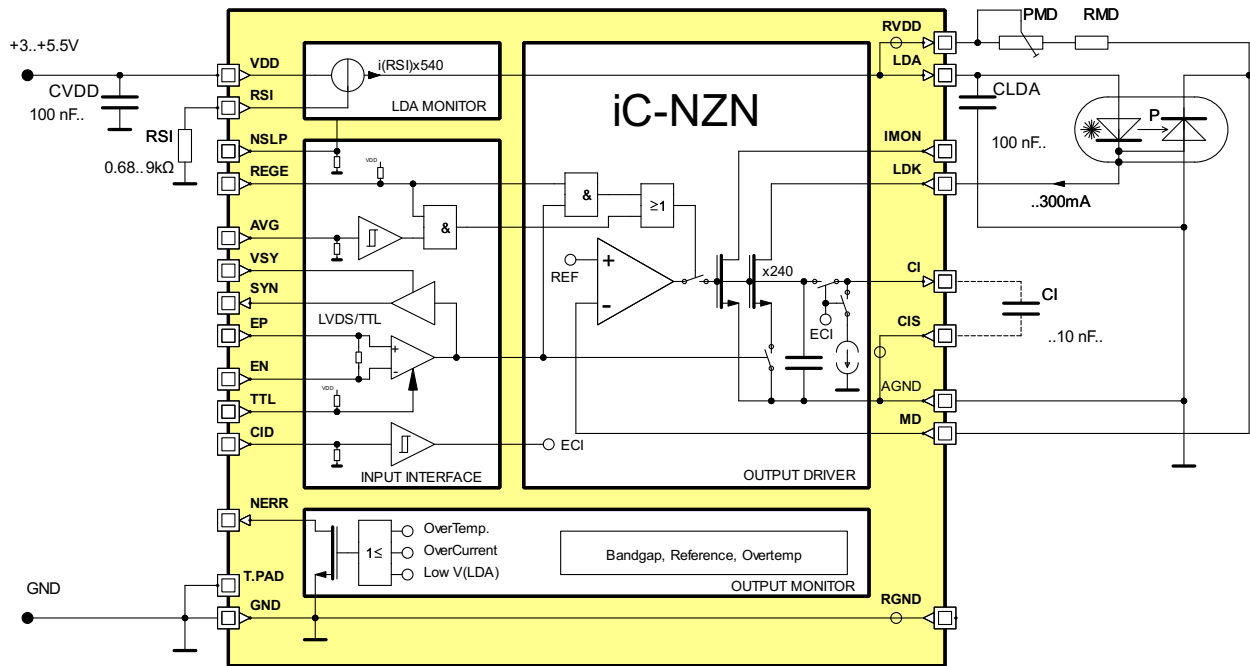 +3..+5.5V
CVDD
100 nF..
RSI
0.68..9kΩ
GND
VDD
RSI
NSLP
REGE
AVG
VSY
SYN
EP
EN
TTL
CID
NERR
T.PAD
GND
i(RSI)x540
LDA MONITOR
VDD
&
LVDS/TTL
+
-
VDD
ECI
INPUT INTERFACE
iC-NZN
&
≥1
REF
+
-
x240
ECI
OUTPUT DRIVER
1≤
OverTemp.
OverCurrent
Low V(LDA)
Bandgap, Reference, Overtemp
OUTPUT MONITOR
RVDD
LDA
IMON
LDK
CI
CIS
AGND
MD
RGND
PMD
RMD
CLDA
100 nF..
P
..300mA
CI
..10 nF..